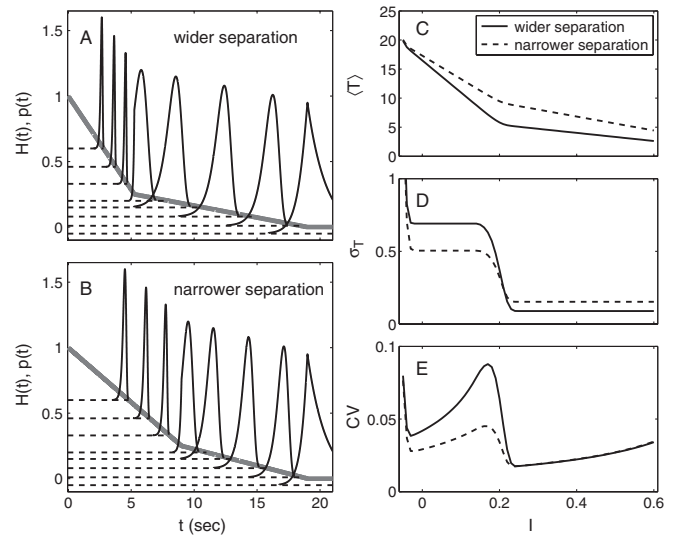 A
wider separation
H(t), p(t)
1.5
1
0.5
0
B
narrower separation
H(t), p(t)
1.5
1
0.5
0
0
5
10
15
20
t (sec)
C
wider separation
narrower separation
⟨T⟩
25
20
15
10
5
0
D
σT
1
0.5
0
E
CV
0.1
0.05
0
0
0.2
0.4
0.6
I